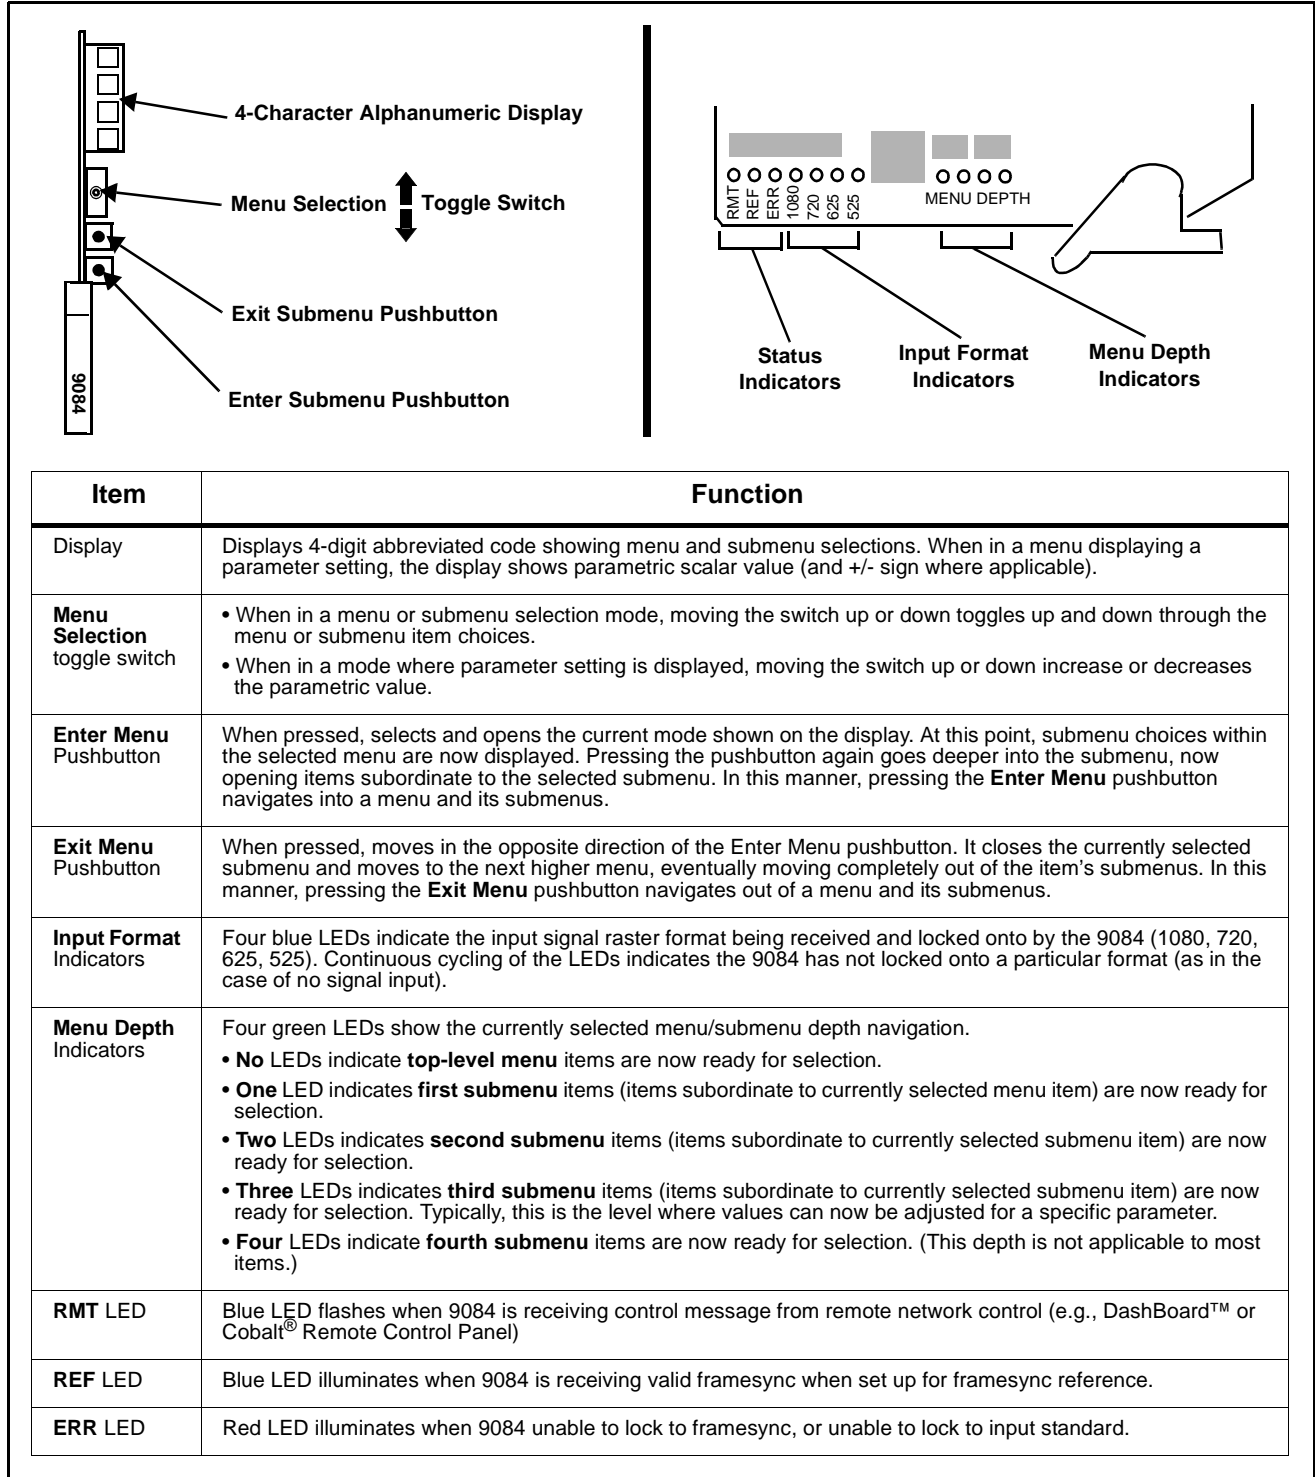 4-Character Alphanumeric Display
Menu Selection
Toggle Switch
Exit Submenu Pushbutton
Enter Submenu Pushbutton
9084
RMT
REF
ERR
1080
720
625
525
MENU DEPTH
Status
Indicators
Input Format
Indicators
Menu Depth
Indicators
Item
Function
Display
Displays 4-digit abbreviated code showing menu and submenu selections. When in a menu displaying a
parameter setting, the display shows parametric scalar value (and +/- sign where applicable).
Menu
Selection
toggle switch
• When in a menu or submenu selection mode, moving the switch up or down toggles up and down through the
menu or submenu item choices.
• When in a mode where parameter setting is displayed, moving the switch up or down increase or decreases
the parametric value.
Enter Menu
Pushbutton
When pressed, selects and opens the current mode shown on the display. At this point, submenu choices within
the selected menu are now displayed. Pressing the pushbutton again goes deeper into the submenu, now
opening items subordinate to the selected submenu. In this manner, pressing the Enter Menu pushbutton
navigates into a menu and its submenus.
Exit Menu
Pushbutton
When pressed, moves in the opposite direction of the Enter Menu pushbutton. It closes the currently selected
submenu and moves to the next higher menu, eventually moving completely out of the item's submenus. In this
manner, pressing the Exit Menu pushbutton navigates out of a menu and its submenus.
Input Format
Indicators
Four blue LEDs indicate the input signal raster format being received and locked onto by the 9084 (1080, 720,
625, 525). Continuous cycling of the LEDs indicates the 9084 has not locked onto a particular format (as in the
case of no signal input).
Menu Depth
Indicators
Four green LEDs show the currently selected menu/submenu depth navigation.
• No LEDs indicate top-level menu items are now ready for selection.
• One LED indicates first submenu items (items subordinate to currently selected menu item) are now ready for
selection.
• Two LEDs indicates second submenu items (items subordinate to currently selected submenu item) are now
ready for selection.
• Three LEDs indicates third submenu items (items subordinate to currently selected submenu item) are now
ready for selection. Typically, this is the level where values can now be adjusted for a specific parameter.
• Four LEDs indicate fourth submenu items are now ready for selection. (This depth is not applicable to most
items.)
RMT LED
Blue LED flashes when 9084 is receiving control message from remote network control (e.g., DashBoard™ or
Cobalt® Remote Control Panel)
REF LED
Blue LED illuminates when 9084 is receiving valid framesync when set up for framesync reference.
ERR LED
Red LED illuminates when 9084 unable to lock to framesync, or unable to lock to input standard.